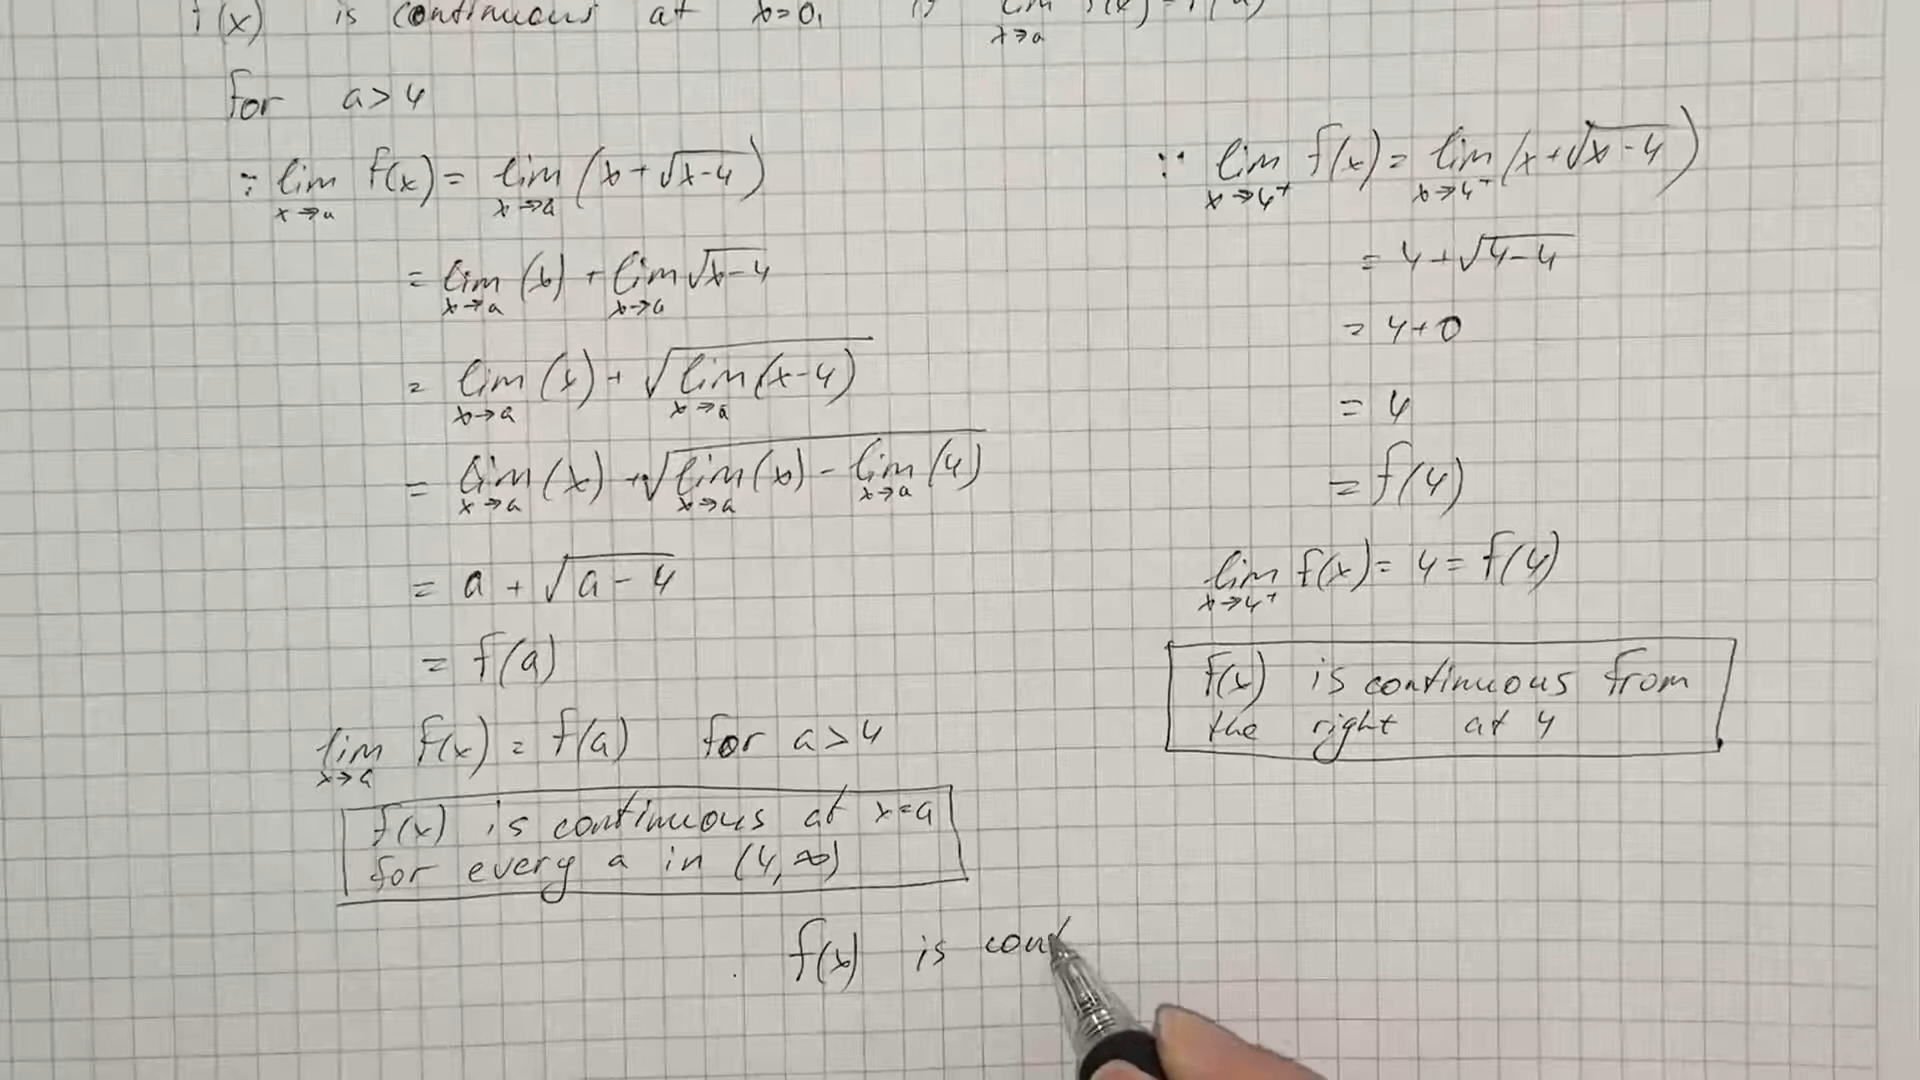 f(x) is continuous at x=0, if lim f(x)=f(a)
x→a
for a>4
∵ lim f(x) = lim (x+√x-4)
x→a x→a
= lim (x) + lim √x-4
x→a x→a
= lim (x) + √lim (x-4)
x→a x→a
= lim (x) + √lim (x) - lim (4)
x→a x→a x→a
= a + √a-4
= f(a)
lim f(x) = f(a) for a>4
x→a
f(x) is continuous at x=a
for every a in (4,∞)
∵ lim f(x) = lim (x+√x-4)
x→4⁺ x→4⁺
= 4+√4-4
= 4+0
= 4
= f(4)
lim f(x) = 4 = f(4)
x→4⁺
f(x) is continuous from
the right at 4
f(x) is cont